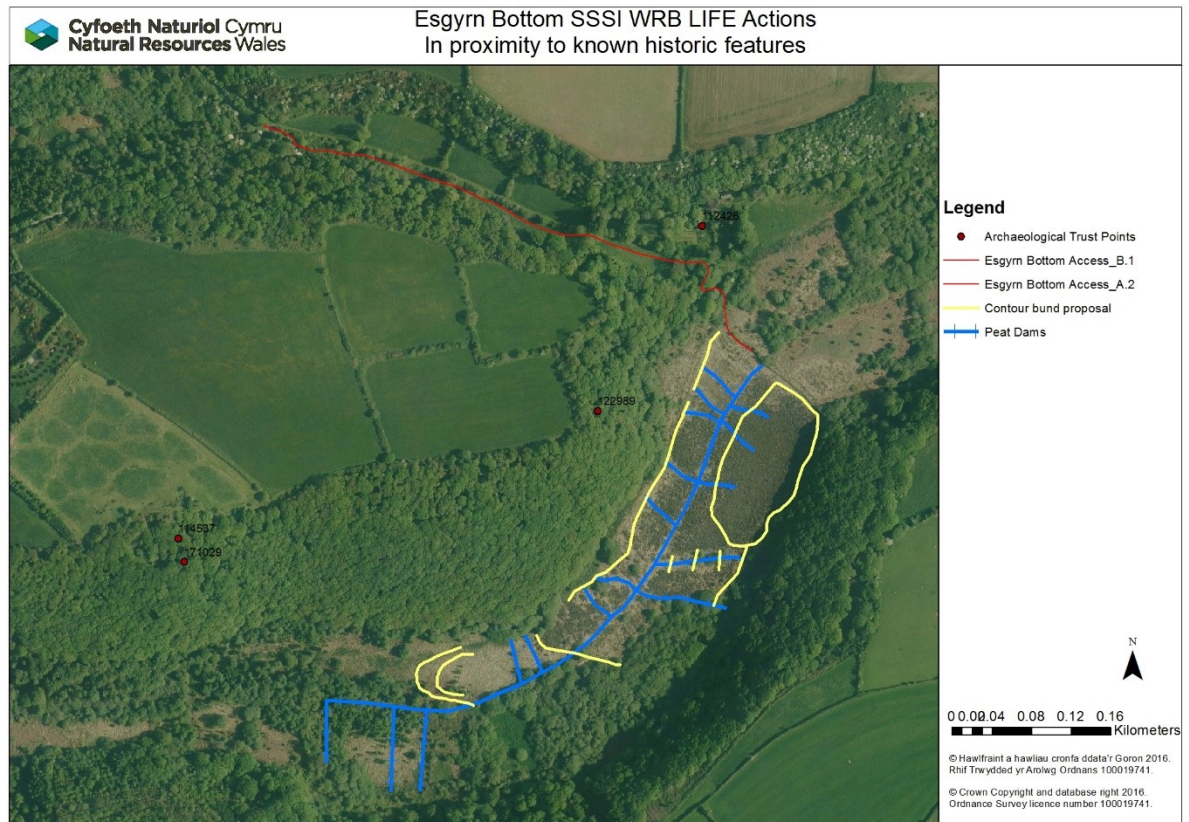 Cyfoeth Naturiol Cymru
Natural Resources Wales
Esgyrn Bottom SSSI WRB LIFE Actions
In proximity to known historic features
112426
122989
114537
171029
Legend
Archaeological Trust Points
Esgyrn Bottom Access_B.1
Esgyrn Bottom Access_A.2
Contour bund proposal
Peat Dams
N
0 0.02 0.04 0.08 0.12 0.16
Kilometers
© Hawlfraint a hawliau cronfa ddata'r Goron 2016.
Rhif Trwydded yr Arolwg Ordnans 100019741.
© Crown Copyright and database right 2016.
Ordnance Survey licence number 100019741.